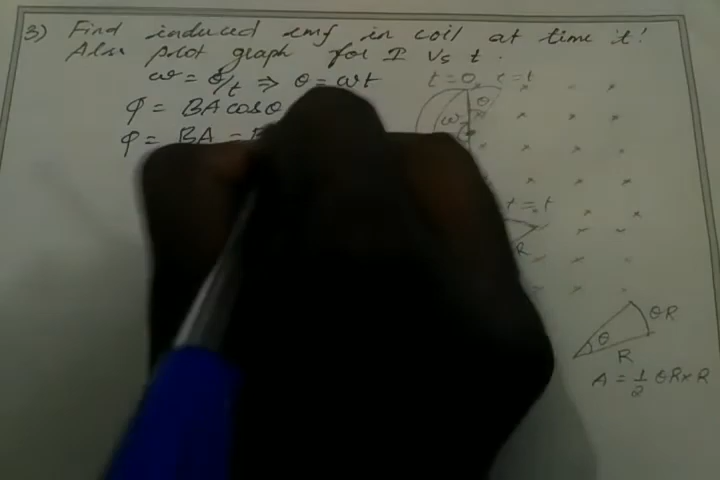 3) Find induced emf in coil at time 't'!
Also plot graph for I Vs t.
ω = θ/t ⇒ θ = ωt
t=0, t=t
θ
φ = BA cosθ
ω
φ = BA =
t=t
R
θR
θ
R
A = 1/2 θR×R